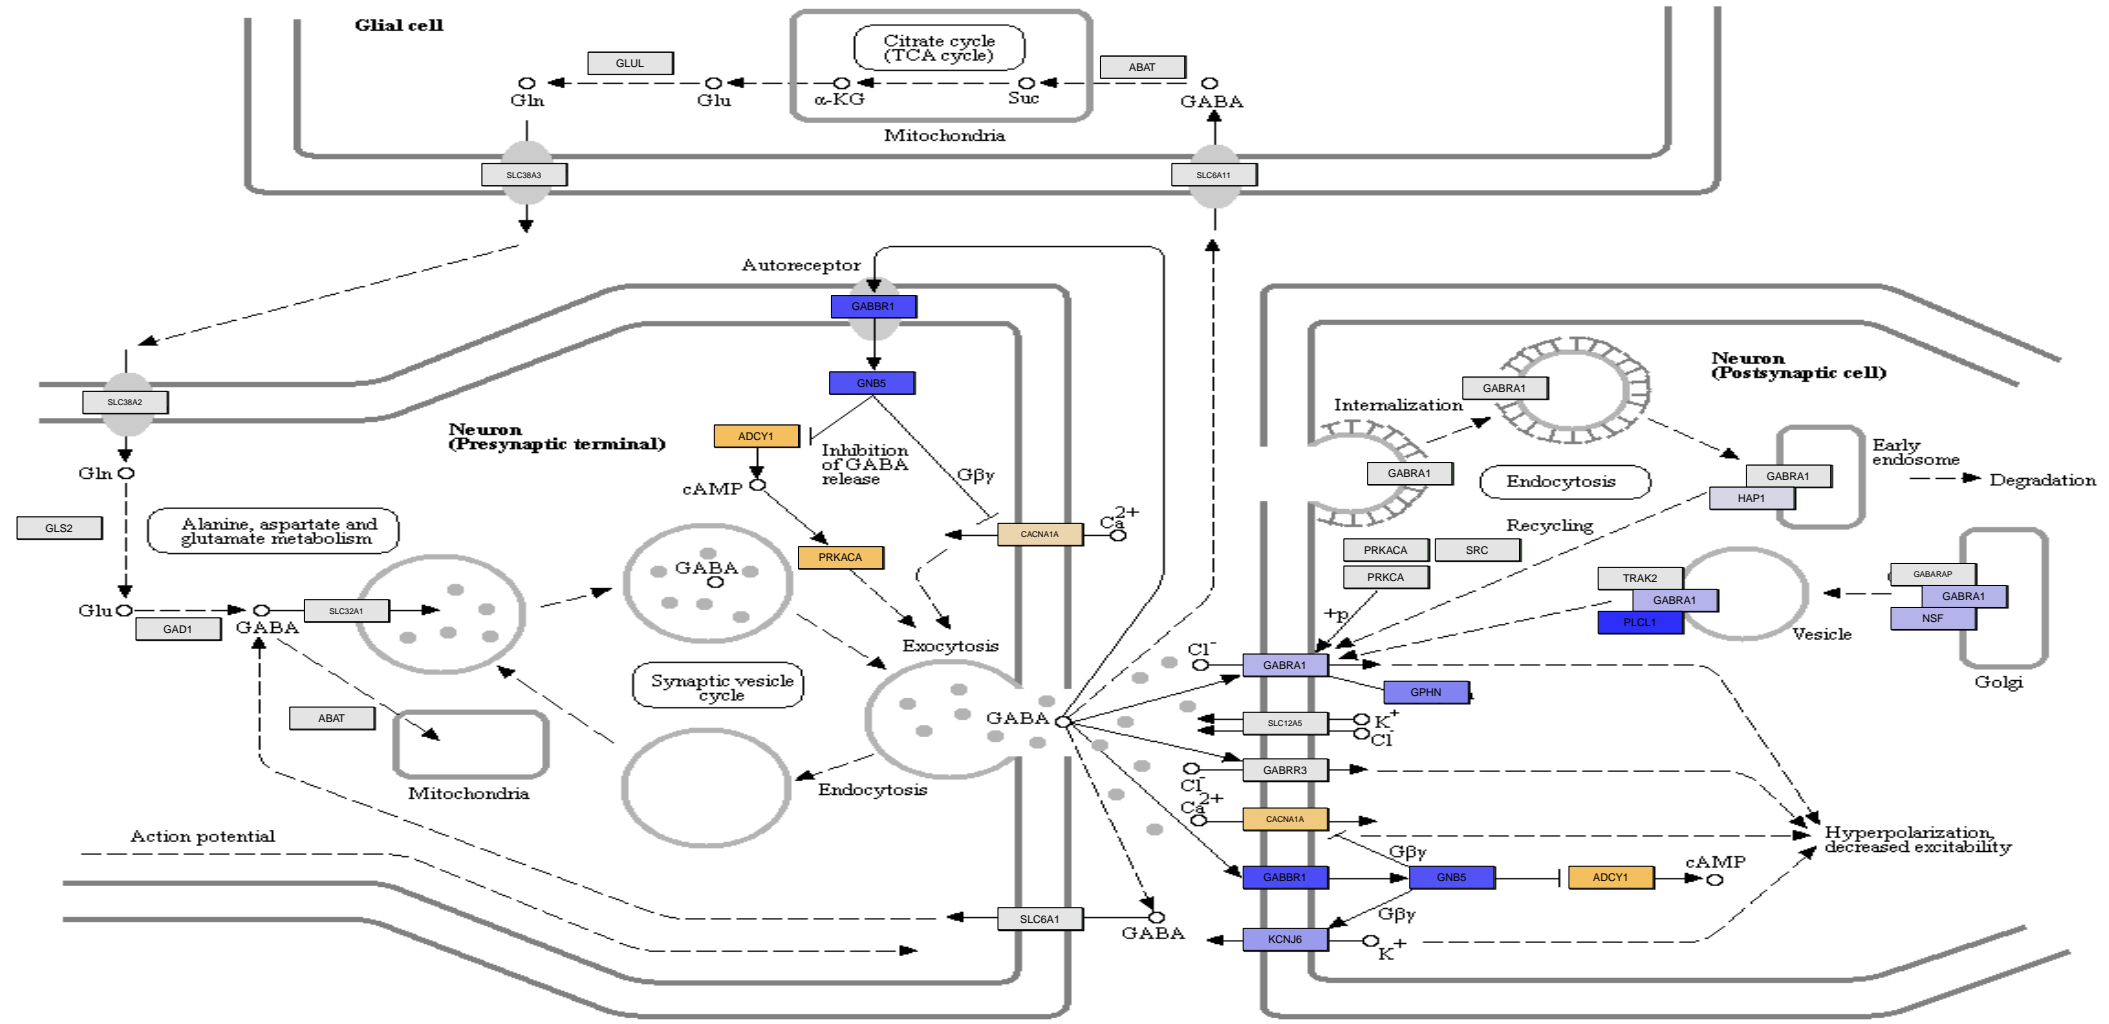 Glial cell
Citrate cycle
(TCA cycle)
GLUL
ABAT
Gln
Glu
α-KG
Suc
GABA
Mitochondria
SLC38A3
SLC6A11
Autoreceptor
GABBR1
GNB5
SLC38A2
Neuron
(Presynaptic terminal)
ADCY1
Inhibition
of GABA
release
Gβγ
cAMP
Gln
GLS2
Alanine, aspartate and
glutamate metabolism
CACNA1A
Ca2+
PRKACA
GABA
Glu
GAD1
GABA
SLC32A1
Exocytosis
Synaptic vesicle
cycle
ABAT
Mitochondria
GABA
Endocytosis
Action potential
SLC6A1
GABA
Neuron
(Postsynaptic cell)
GABRA1
Internalization
GABRA1
Endocytosis
Early
endosome
GABRA1
HAP1
Degradation
Recycling
PRKACA
SRC
PRKCA
+p
TRAK2
GABRA1
PLCL1
Vesicle
GABARAP
GABRA1
NSF
Golgi
Cl-
GABRA1
GPHN
SLC12A5
K+
Cl-
GABRR3
Cl-
Ca2+
CACNA1A
Hyperpolarization,
decreased excitability
Gβγ
GABBR1
GNB5
ADCY1
cAMP
Gβγ
KCNJ6
K+